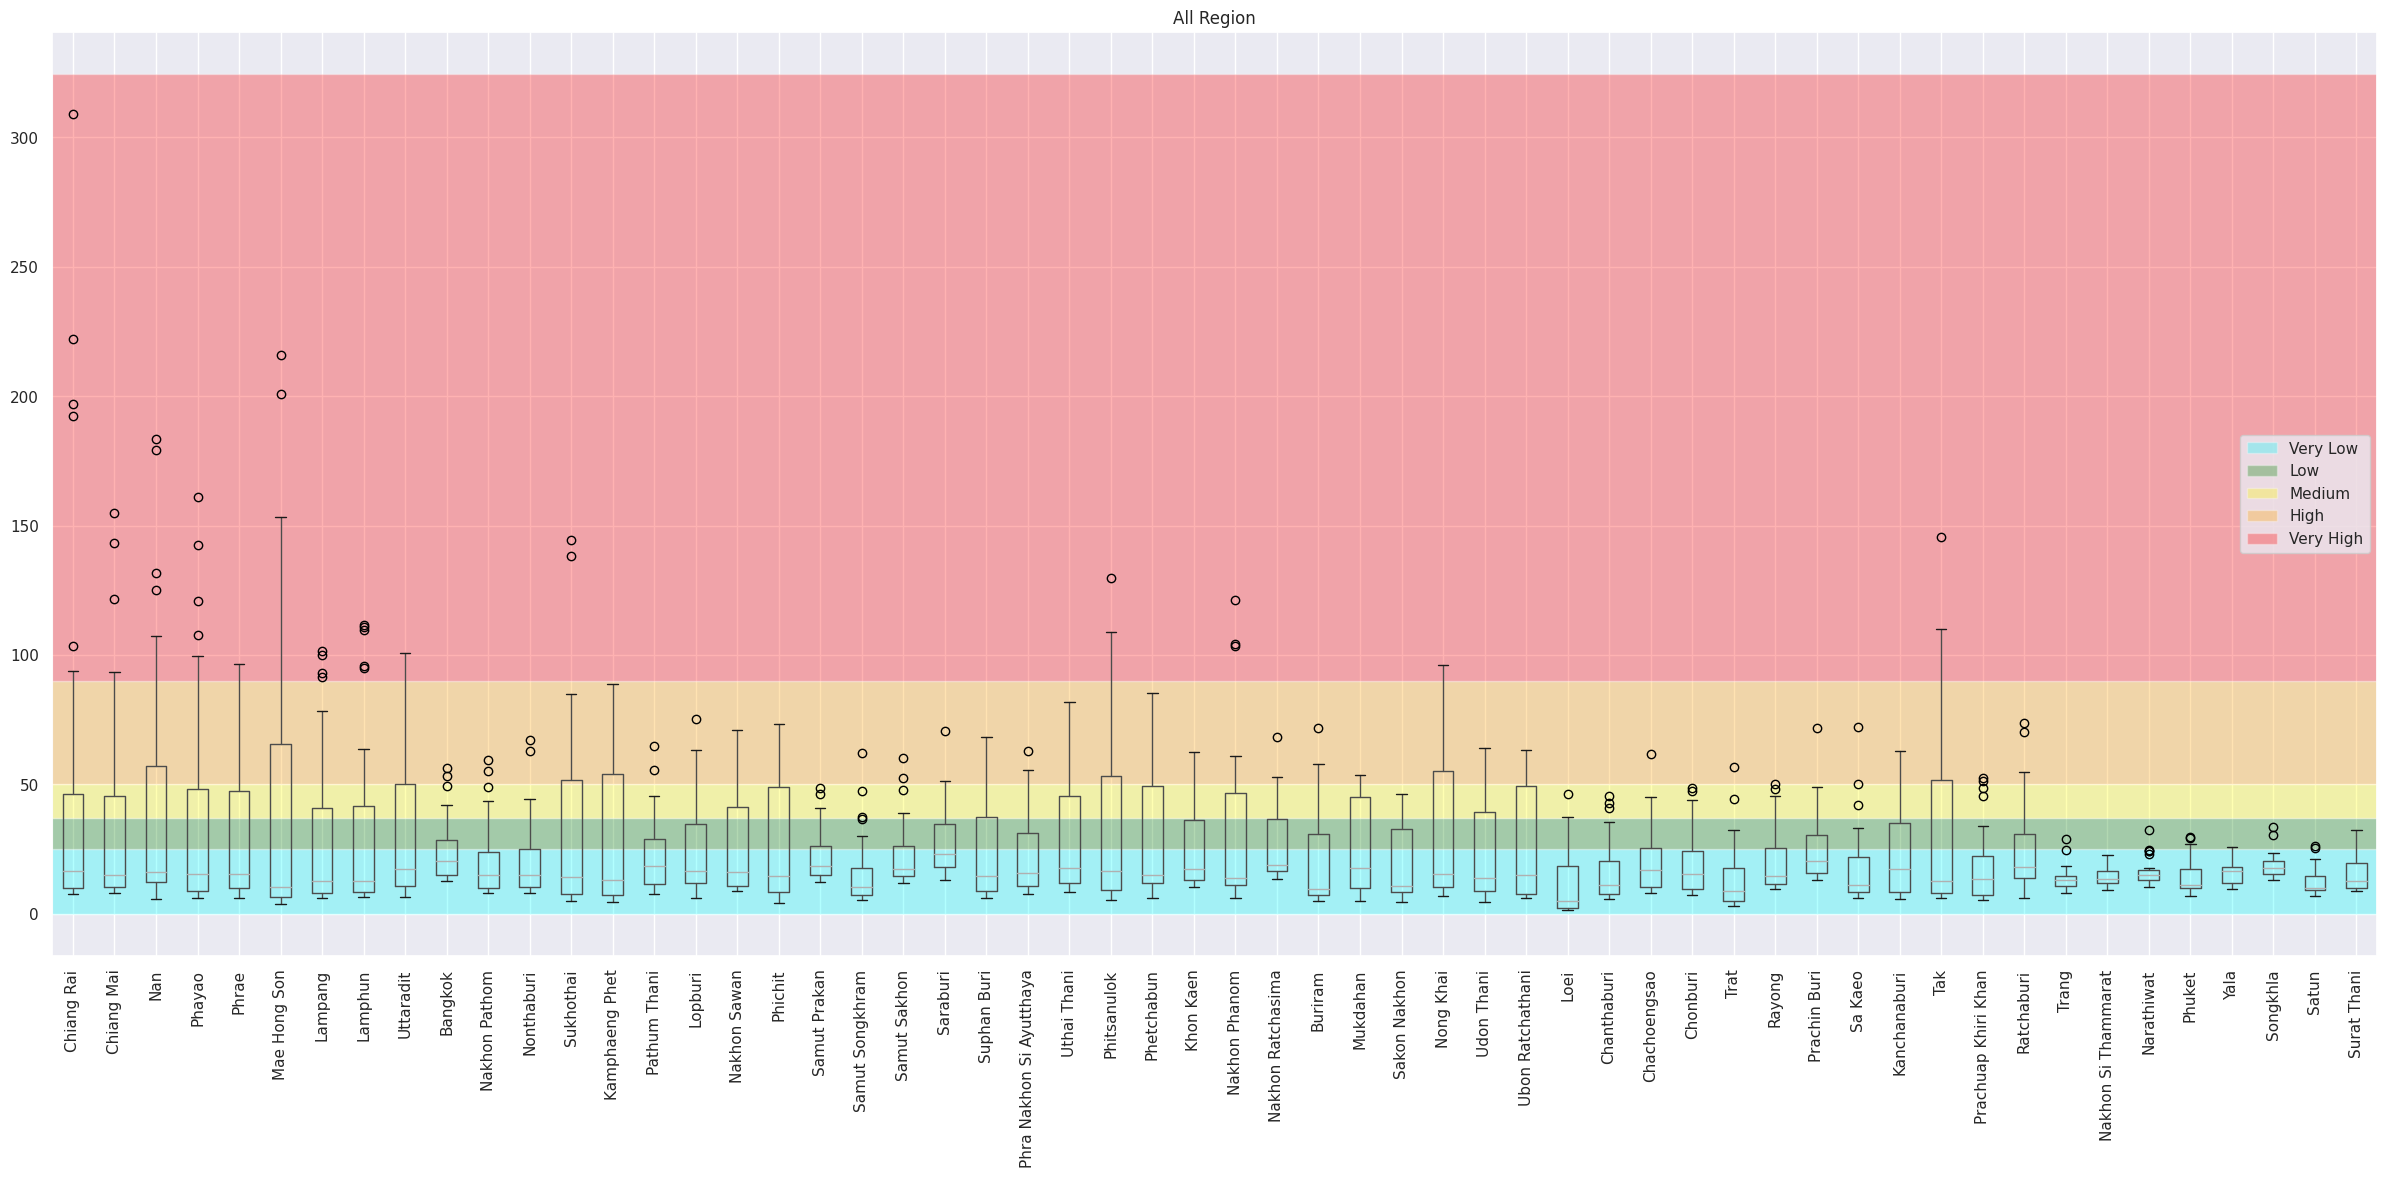 All Region
300
250
200
150
100
50
0
Very Low
Low
Medium
High
Very High
Chiang Rai
Chiang Mai
Nan
Phayao
Phrae
Mae Hong Son
Lampang
Lamphun
Uttaradit
Bangkok
Nakhon Pathom
Nonthaburi
Sukhothai
Kamphaeng Phet
Pathum Thani
Lopburi
Nakhon Sawan
Phichit
Samut Prakan
Samut Songkhram
Samut Sakhon
Saraburi
Suphan Buri
Phra Nakhon Si Ayutthaya
Uthai Thani
Phitsanulok
Phetchabun
Khon Kaen
Nakhon Phanom
Nakhon Ratchasima
Buriram
Mukdahan
Sakon Nakhon
Nong Khai
Udon Thani
Ubon Ratchathani
Loei
Chanthaburi
Chachoengsao
Chonburi
Trat
Rayong
Prachin Buri
Sa Kaeo
Kanchanaburi
Tak
Prachuap Khiri Khan
Ratchaburi
Trang
Nakhon Si Thammarat
Narathiwat
Phuket
Yala
Songkhla
Satun
Surat Thani